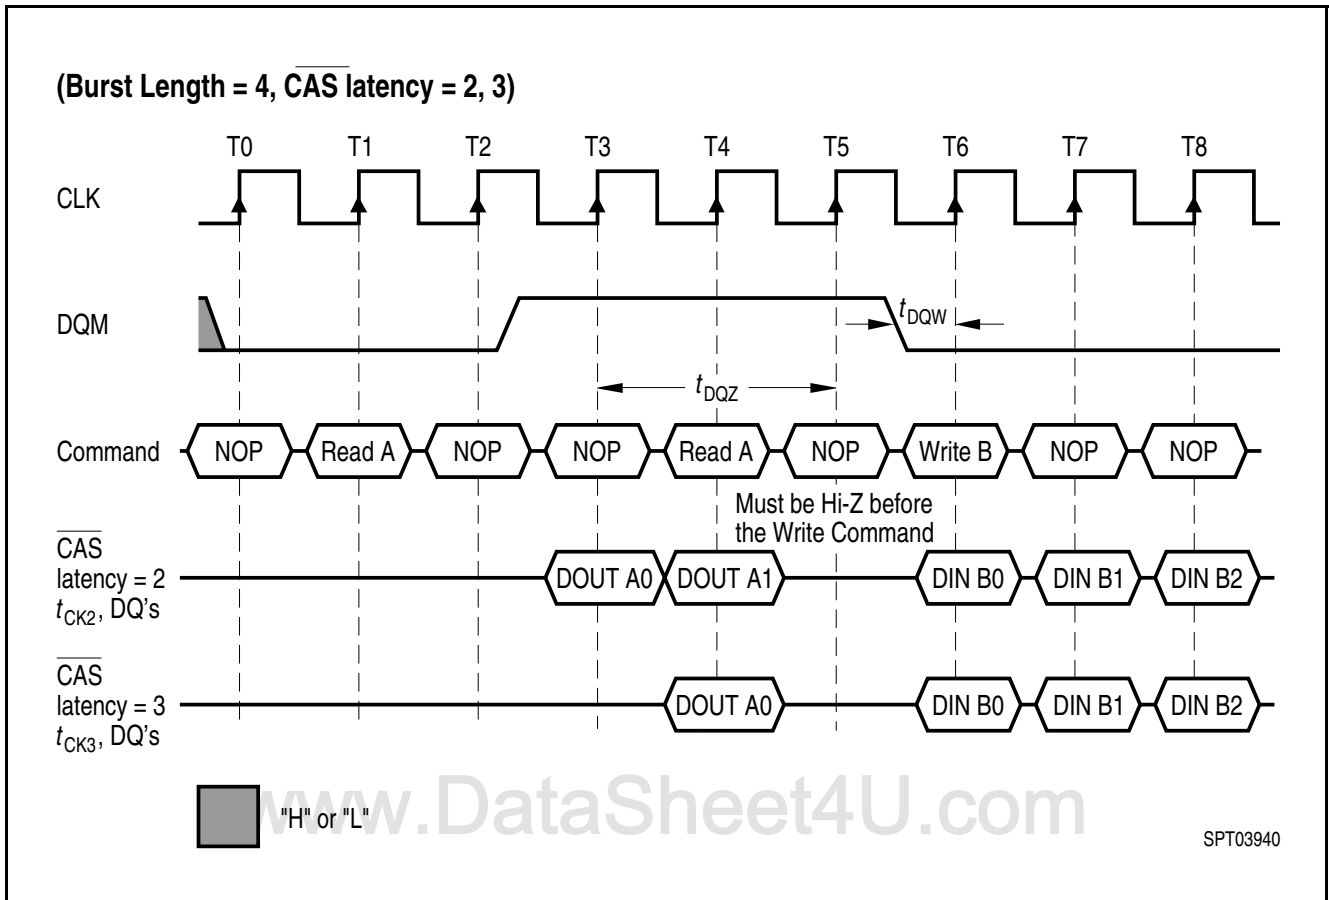 (Burst Length = 4, CAS latency = 2, 3)
T0 T1 T2 T3 T4 T5 T6 T7 T8
CLK
DQM
tDQW
tDQZ
Command NOP Read A NOP NOP Read A NOP Write B NOP NOP
Must be Hi-Z before
the Write Command
CAS
latency = 2 DOUT A0 DOUT A1 DIN B0 DIN B1 DIN B2
tCK2, DQ's
CAS
latency = 3 DOUT A0 DIN B0 DIN B1 DIN B2
tCK3, DQ's
www.DataSheet4U.com
"H" or "L"
SPT03940